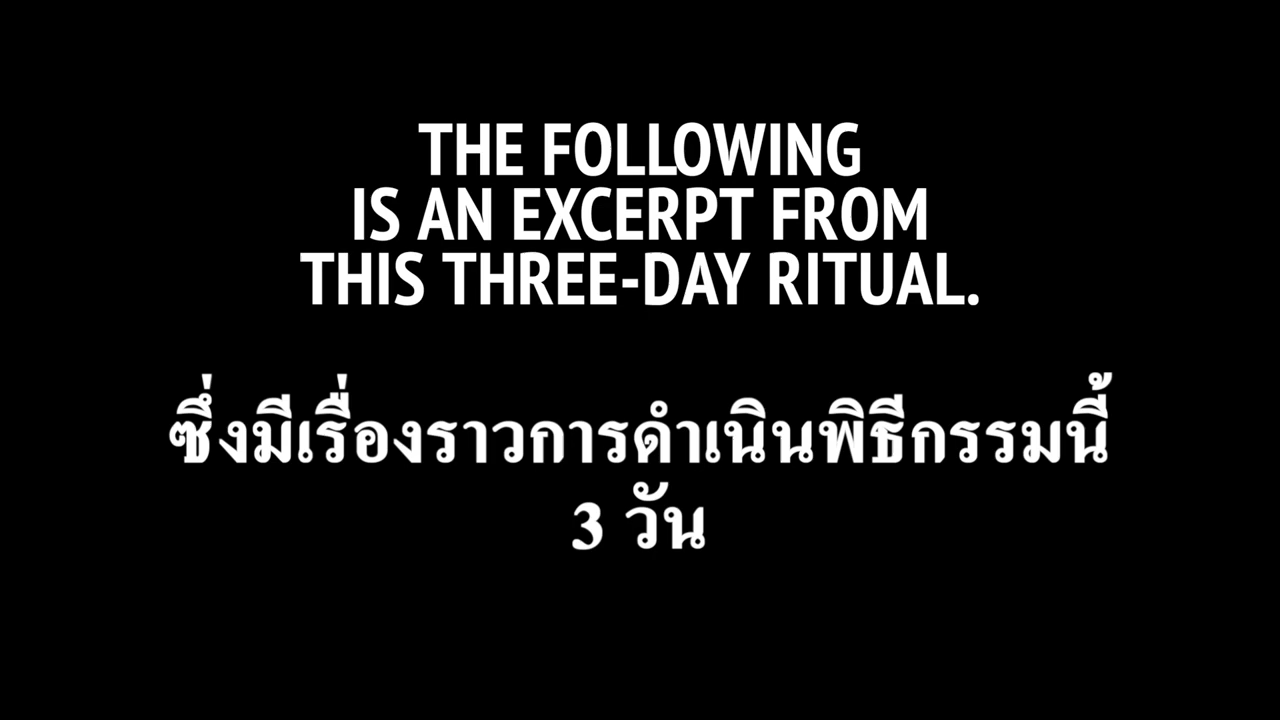 THE FOLLOWING
IS AN EXCERPT FROM
THIS THREE-DAY RITUAL.
ซึ่งมีเรื่องราวการดำเนินพิธีกรรมนี้
3 วัน